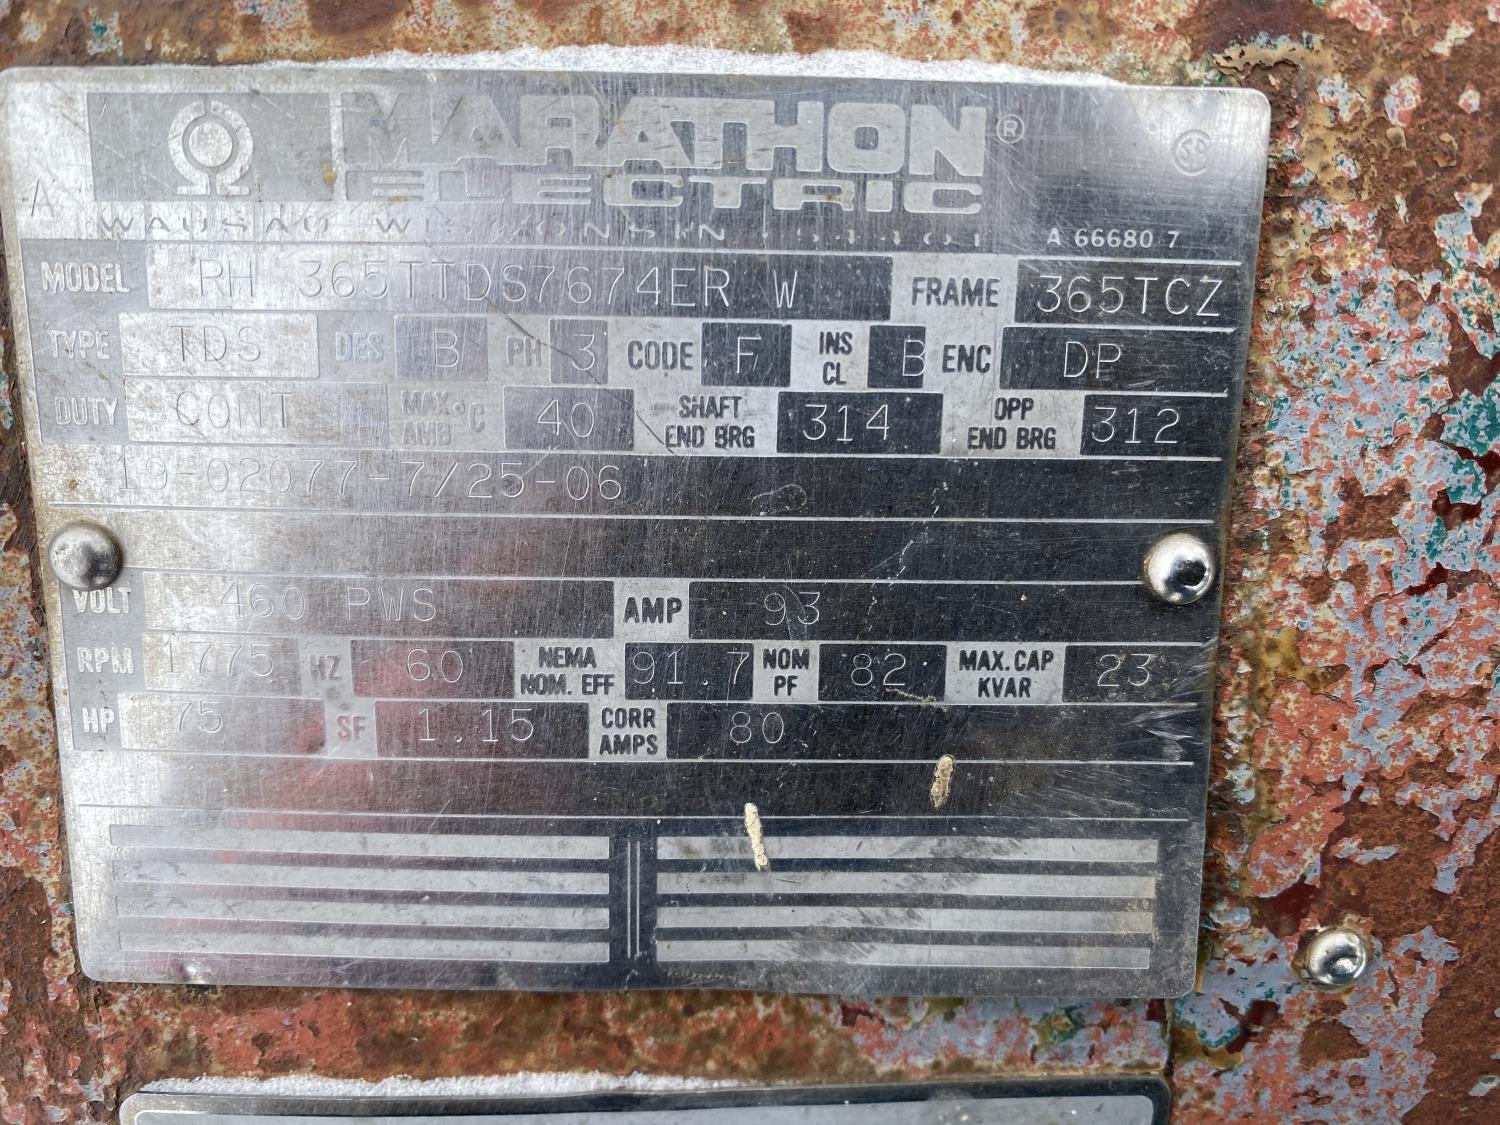 MARATHON®
ELECTRIC
A
WAUSAU WISCONSIN 54401 A 66680 7
MODEL RH 365TTDS7674ER W FRAME 365TCZ
TYPE TDS DES B PH 3 CODE F INS CL B ENC DP
DUTY CONT MAX °C AMB 40 SHAFT END BRG 314 OPP END BRG 312
19-02077-7/25-06
VOLT 460 PWS AMP 93
RPM 1775 HZ 60 NEMA NOM. EFF 91.7 NOM PF 82 MAX. CAP KVAR 23
HP 75 SF 1.15 CORR AMPS 80